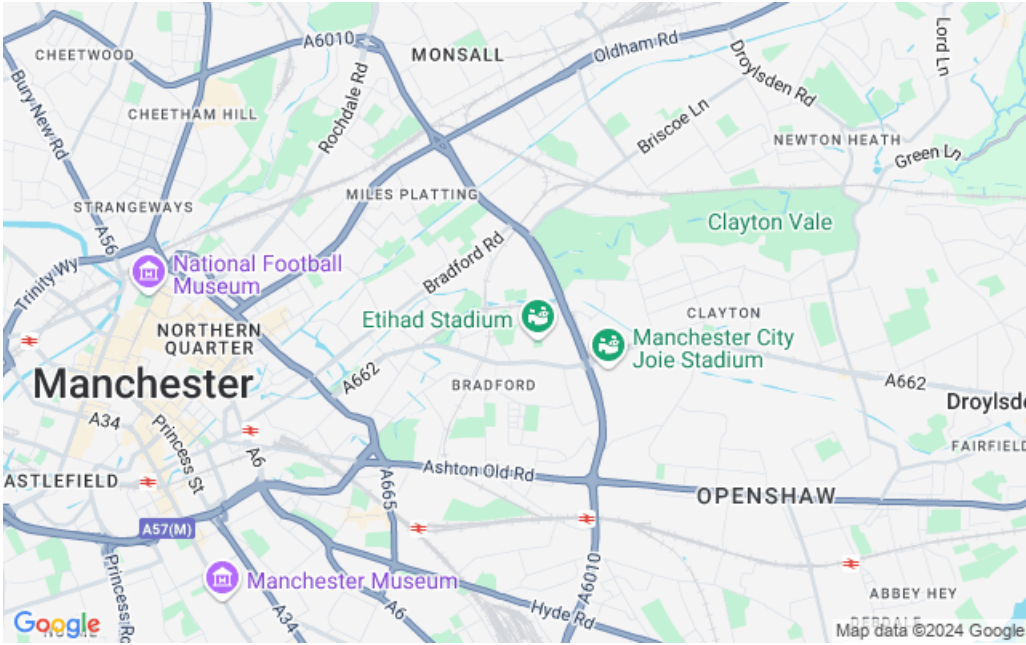 CHEETWOOD
A6010
MONSALL
Oldham Rd
Lord Ln
Droylsden Rd
Bury New Rd
Rochdale Rd
CHEETHAM HILL
Briscoe Ln
NEWTON HEATH
Green Ln
MILES PLATTING
STRANGEWAYS
A56
Clayton Vale
Trinity Wy
National Football
Museum
Bradford Rd
Etihad Stadium
CLAYTON
NORTHERN
QUARTER
Manchester City
Joie Stadium
Manchester
A662
BRADFORD
A662
Droylsde
A34
Princess St
A6
FAIRFIELD
ASTLEFIELD
A665
Ashton Old Rd
OPENSHAW
A57(M)
Princess Rd
Manchester Museum
A6010
ABBEY HEY
A34
A6
Hyde Rd
Google
Map data ©2024 Google